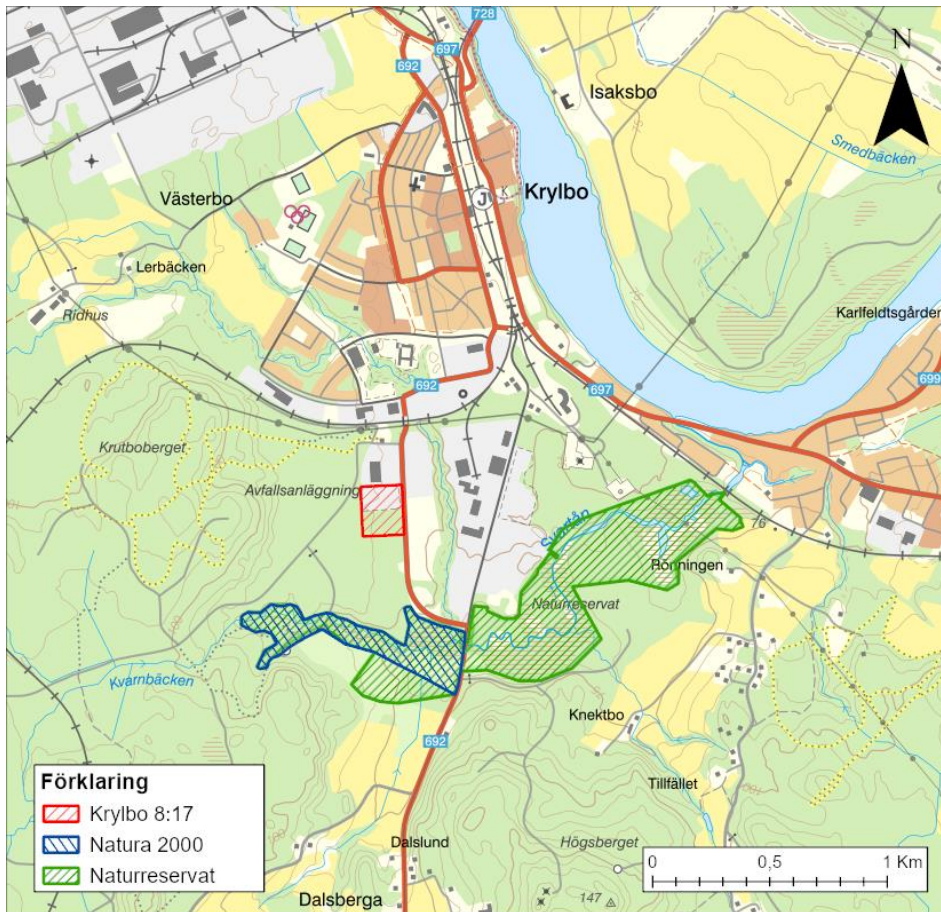 728
697
692
N
Isaksbo
Smedbäcken
Västerbo
J
K
Krylbo
Lerbäcken
Ridhus
Karlfeldtsgården
692
697
699
Krutboberget
Avfallsanläggning
Svartån
76
Rönningen
Naturreservat
Kvarnbäcken
Knektbo
692
Tillfället
Dalslund
Högsberget
Dalsberga
147
Förklaring
Krylbo 8:17
Natura 2000
Naturreservat
0 0,5 1 Km